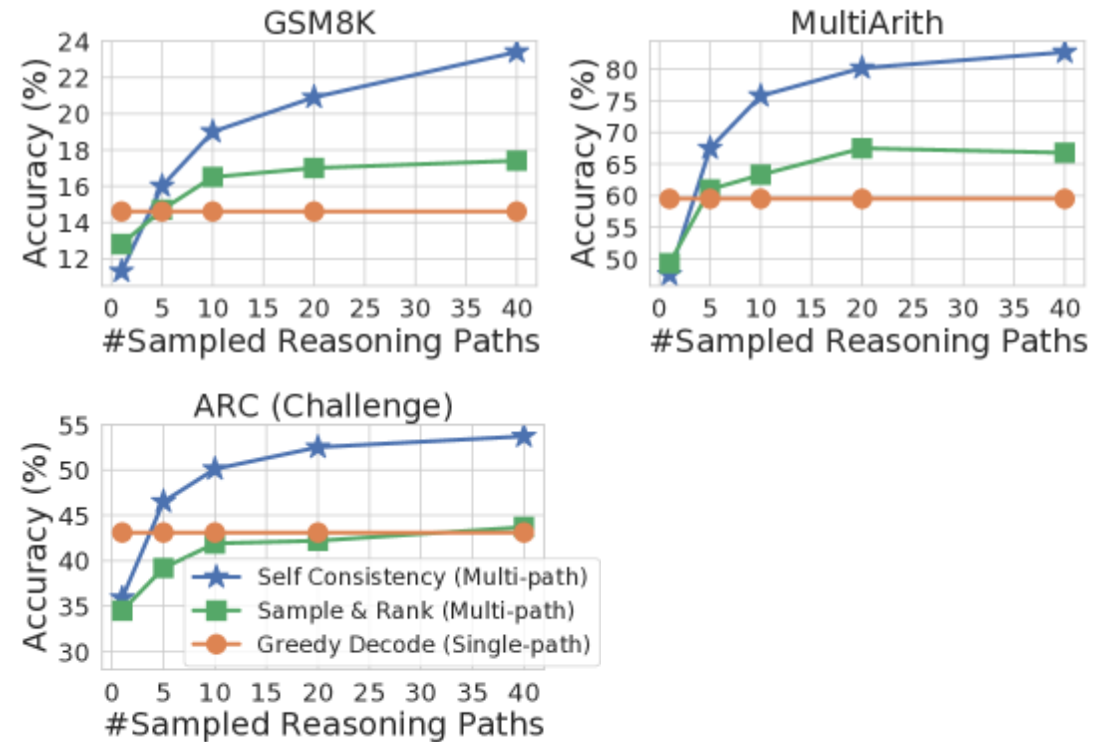 GSM8K
24
22
20
18
16
14
12
Accuracy (%)
0 5 10 15 20 25 30 35 40
#Sampled Reasoning Paths
MultiArith
80
75
70
65
60
55
50
Accuracy (%)
0 5 10 15 20 25 30 35 40
#Sampled Reasoning Paths
ARC (Challenge)
55
50
45
40
35
30
Accuracy (%)
Self Consistency (Multi-path)
Sample & Rank (Multi-path)
Greedy Decode (Single-path)
0 5 10 15 20 25 30 35 40
#Sampled Reasoning Paths